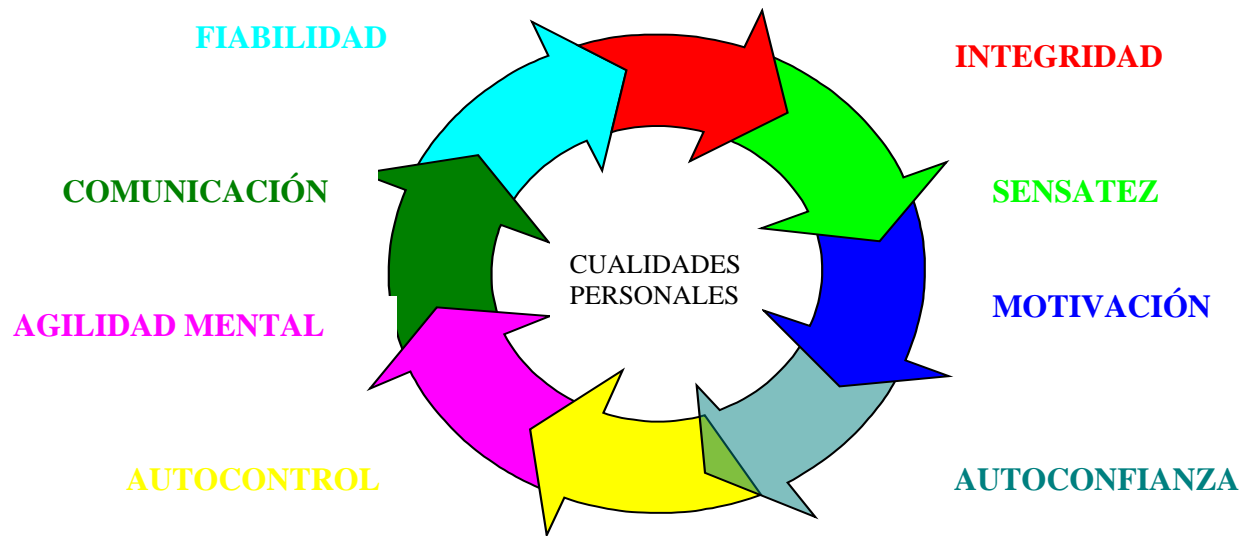 FIABILIDAD
INTEGRIDAD
COMUNICACIÓN
SENSATEZ
CUALIDADES
PERSONALES
AGILIDAD MENTAL
MOTIVACIÓN
AUTOCONTROL
AUTOCONFIANZA